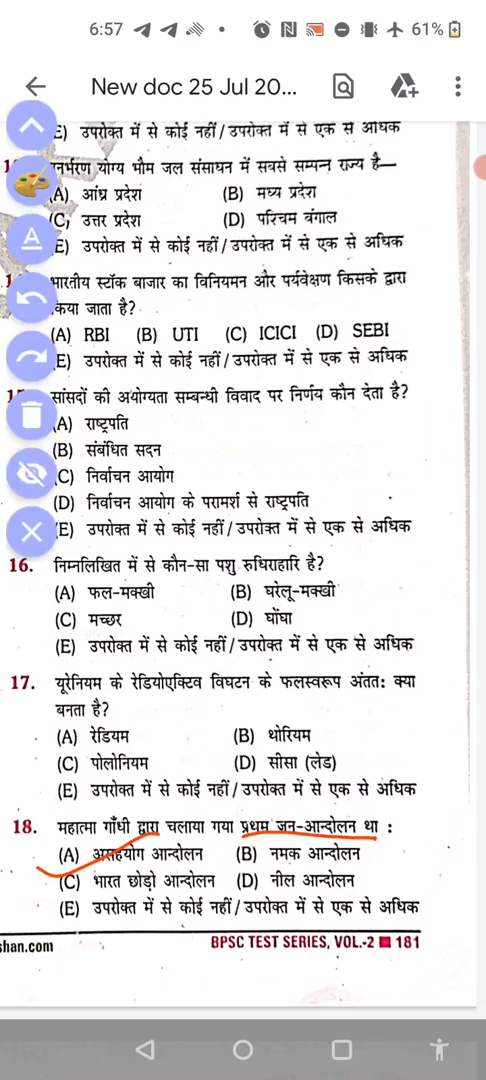 6:57
61%
New doc 25 Jul 20...
E) उपरोक्त में से कोई नहीं/उपरोक्त में से एक से अधिक
नर्भरण योग्य भौम जल संसाधन में सबसे सम्पन्न राज्य है—
(A) आंध्र प्रदेश (B) मध्य प्रदेश
(C) उत्तर प्रदेश (D) पश्चिम बंगाल
E) उपरोक्त में से कोई नहीं/उपरोक्त में से एक से अधिक
भारतीय स्टॉक बाजार का विनियमन और पर्यवेक्षण किसके द्वारा
किया जाता है?
(A) RBI (B) UTI (C) ICICI (D) SEBI
E) उपरोक्त में से कोई नहीं/उपरोक्त में से एक से अधिक
सांसदों की अयोग्यता सम्बन्धी विवाद पर निर्णय कौन देता है?
(A) राष्ट्रपति
(B) संबंधित सदन
(C) निर्वाचन आयोग
(D) निर्वाचन आयोग के परामर्श से राष्ट्रपति
(E) उपरोक्त में से कोई नहीं/उपरोक्त में से एक से अधिक
16. निम्नलिखित में से कौन-सा पशु रुधिराहारि है?
(A) फल-मक्खी (B) घरेलू-मक्खी
(C) मच्छर (D) घोंघा
(E) उपरोक्त में से कोई नहीं/उपरोक्त में से एक से अधिक
17. यूरेनियम के रेडियोएक्टिव विघटन के फलस्वरूप अंततः क्या
बनता है?
(A) रेडियम (B) थोरियम
(C) पोलोनियम (D) सीसा (लेड)
(E) उपरोक्त में से कोई नहीं/उपरोक्त में से एक से अधिक
18. महात्मा गाँधी द्वारा चलाया गया प्रथम जन-आन्दोलन था :
(A) असहयोग आन्दोलन (B) नमक आन्दोलन
(C) भारत छोड़ो आन्दोलन (D) नील आन्दोलन
(E) उपरोक्त में से कोई नहीं/उपरोक्त में से एक से अधिक
shan.com BPSC TEST SERIES, VOL.-2 ■ 181